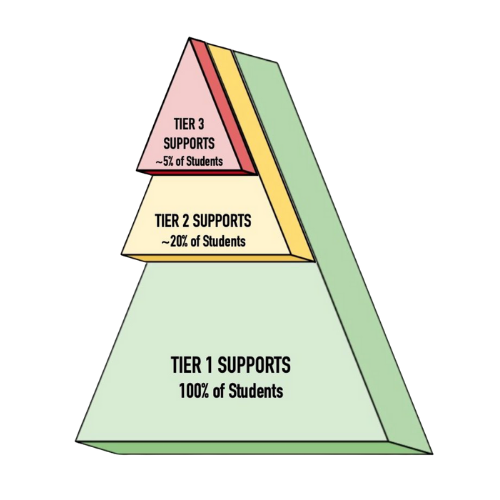 TIER 3
SUPPORTS
~5% of Students
TIER 2 SUPPORTS
~20% of Students
TIER 1 SUPPORTS
100% of Students